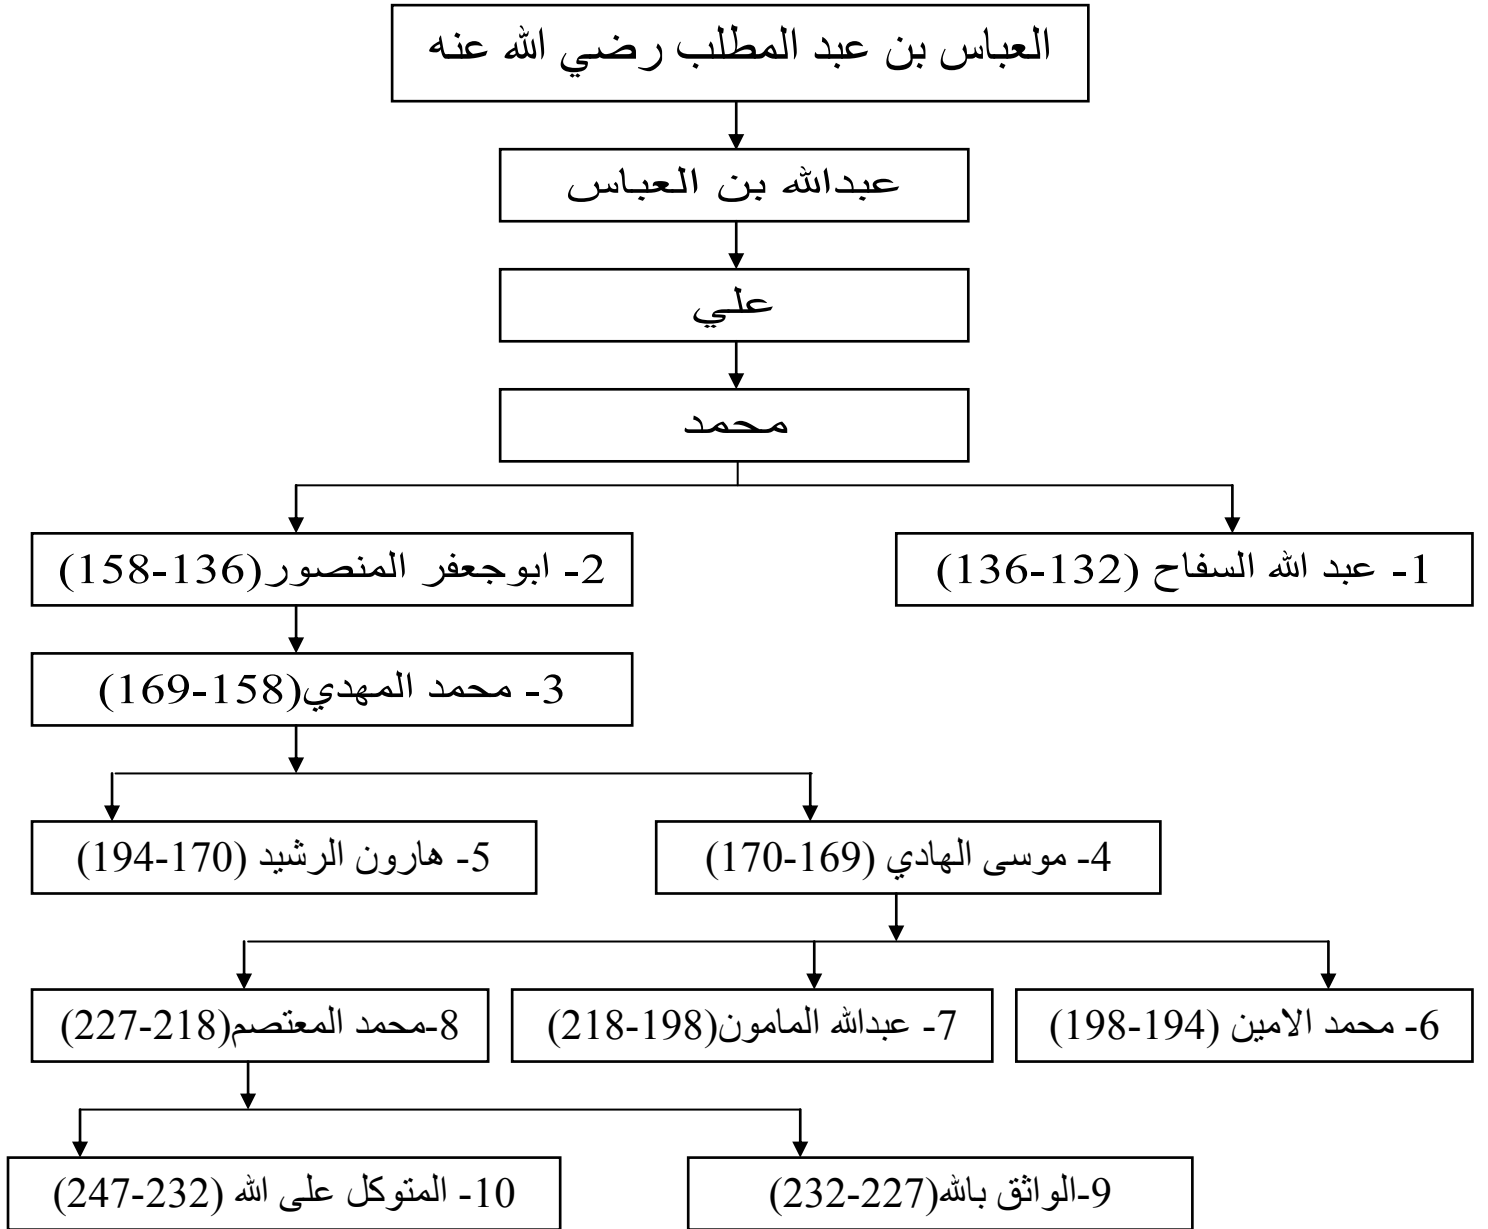 العباس بن عبد المطلب رضي الله عنه
عبدالله بن العباس
علي
محمد
1- عبد الله السفاح (132-136)
2- ابوجعفر المنصور(136-158)
3- محمد المهدي(158-169)
4- موسى الهادي (169-170)
5- هارون الرشيد (170-194)
6- محمد الامين (194-198)
7- عبدالله المامون(198-218)
8-محمد المعتصم(218-227)
9-الواثق بالله(227-232)
10- المتوكل على الله (232-247)